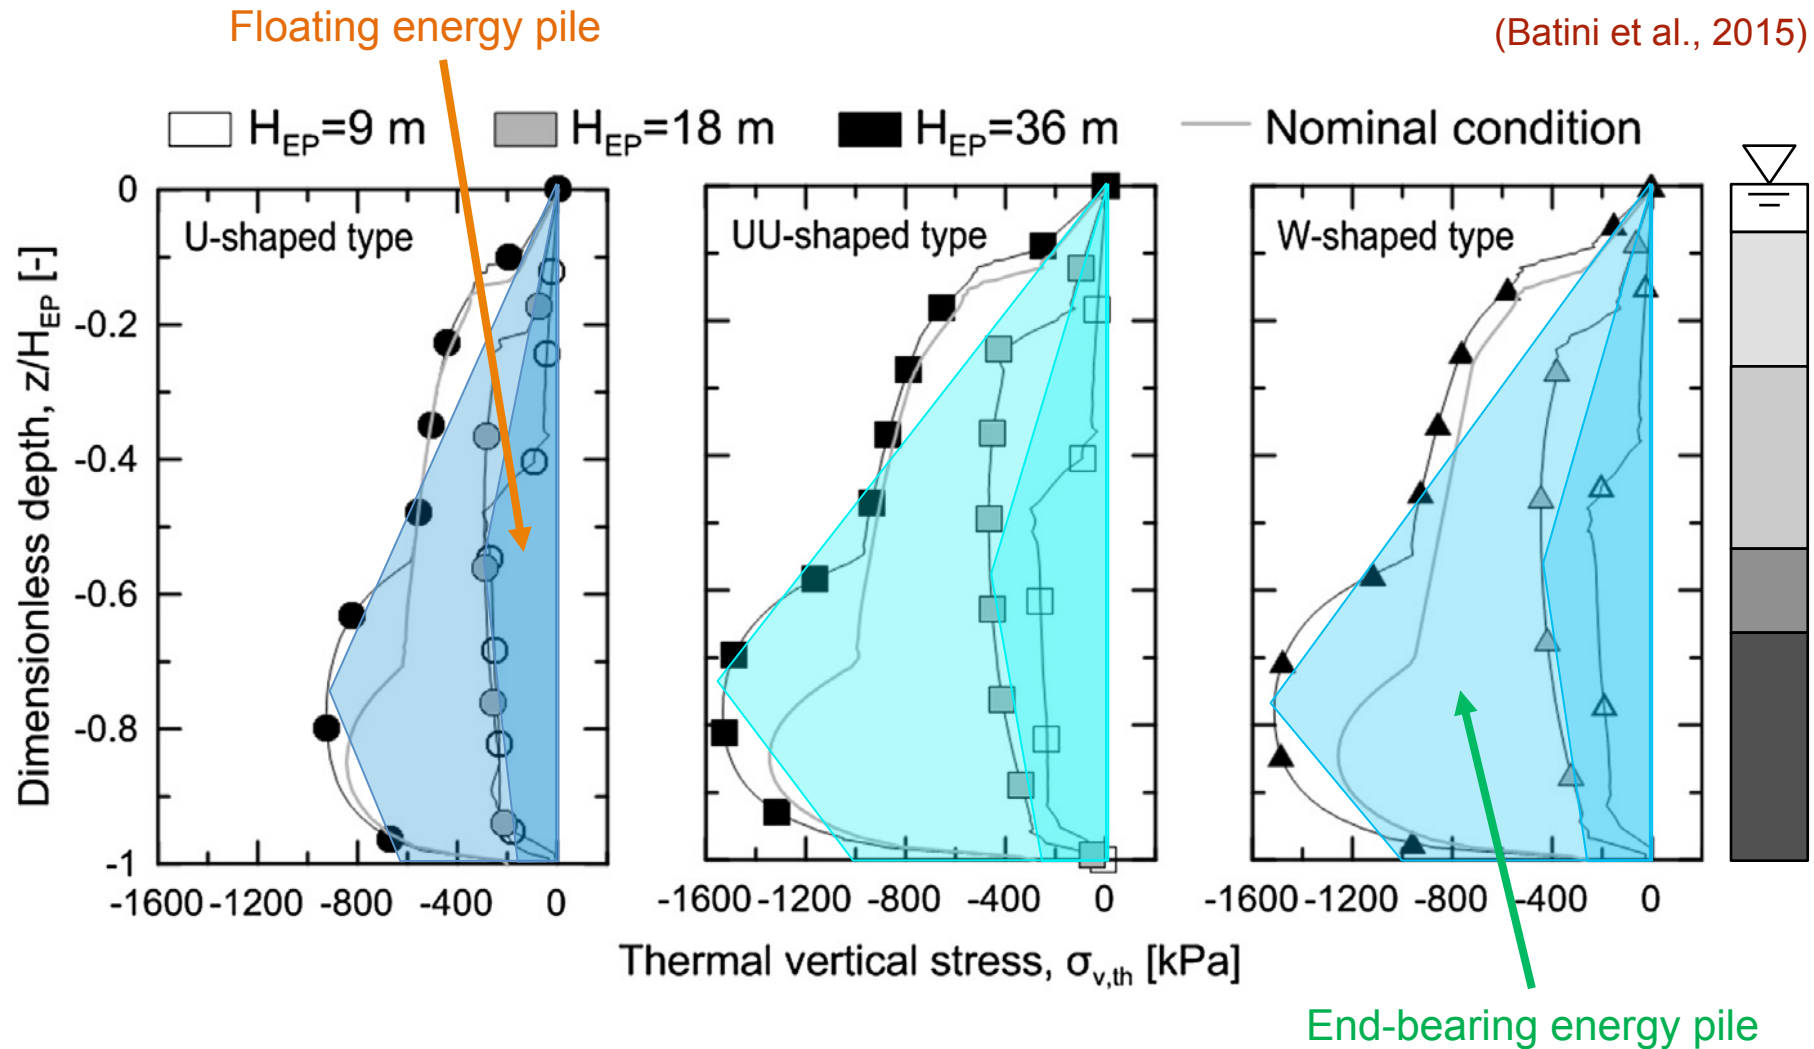 Floating energy pile
(Batini et al., 2015)
H_EP=9 m H_EP=18 m H_EP=36 m Nominal condition
U-shaped type UU-shaped type W-shaped type
Dimensionless depth, z/H_EP [-]
0
-0.2
-0.4
-0.6
-0.8
-1
-1600 -1200 -800 -400 0 -1600 -1200 -800 -400 0 -1600 -1200 -800 -400 0
Thermal vertical stress, σ_v,th [kPa]
End-bearing energy pile